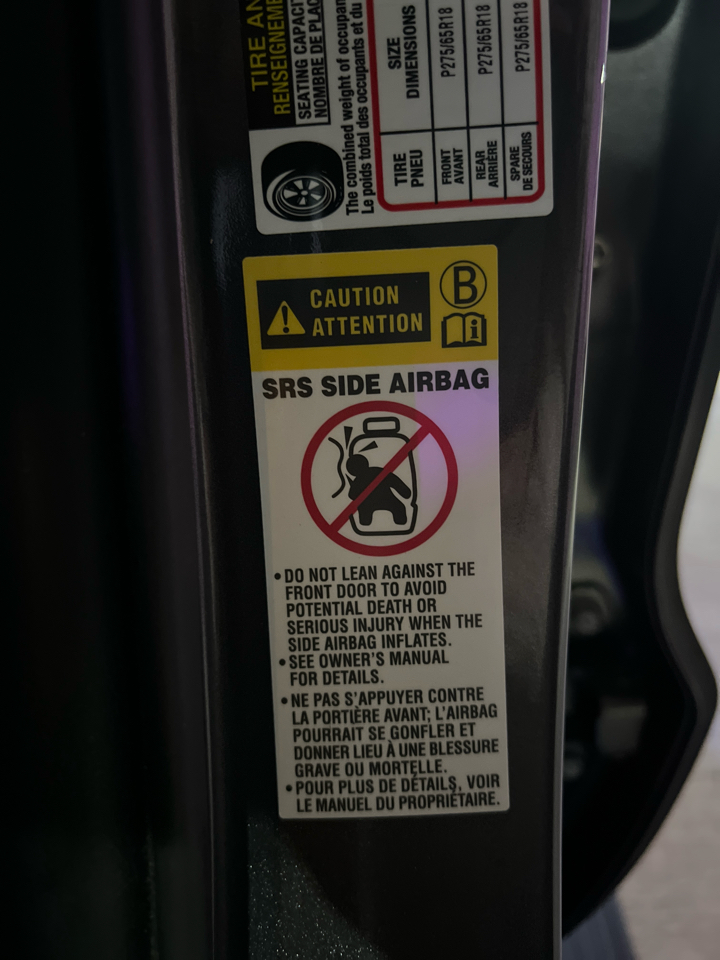 TIRE AN
RENSEIGNEME
SEATING CAPACI
NOMBRE DE PLAC
The combined weight of occupan
Le poids total des occupants et du
TIRE SIZE
PNEU DIMENSIONS
FRONT P275/65R18
AVANT
REAR P275/65R18
ARRIÈRE
SPARE P275/65R18
DE SECOURS
CAUTION
ATTENTION
B
i
SRS SIDE AIRBAG
•DO NOT LEAN AGAINST THE
FRONT DOOR TO AVOID
POTENTIAL DEATH OR
SERIOUS INJURY WHEN THE
SIDE AIRBAG INFLATES.
•SEE OWNER'S MANUAL
FOR DETAILS.
•NE PAS S'APPUYER CONTRE
LA PORTIÈRE AVANT; L'AIRBAG
POURRAIT SE GONFLER ET
DONNER LIEU À UNE BLESSURE
GRAVE OU MORTELLE.
•POUR PLUS DE DÉTAILS, VOIR
LE MANUEL DU PROPRIÉTAIRE.